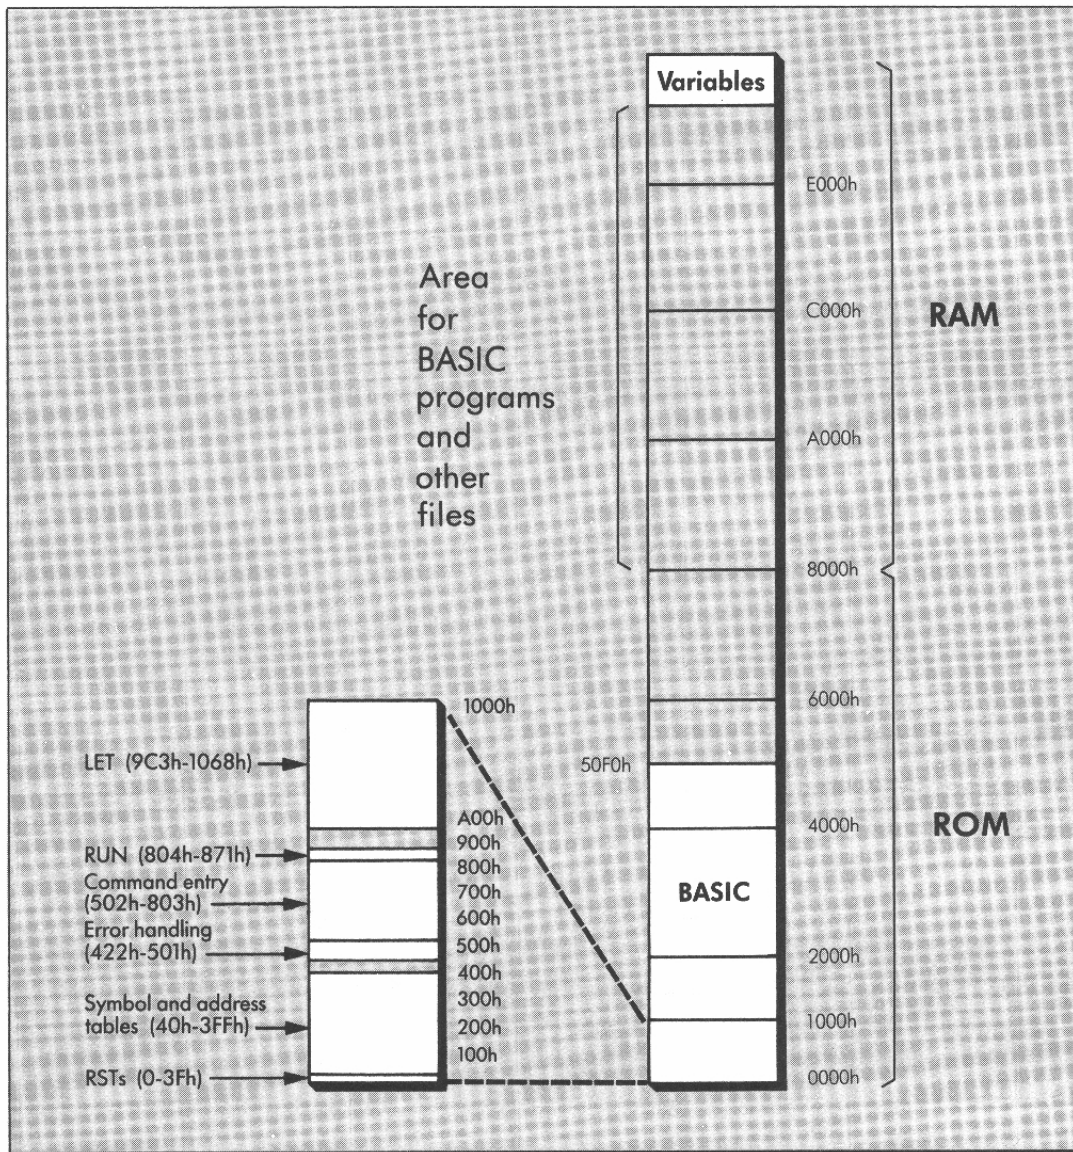 Variables
E000h
Area
for
BASIC
programs
and
other
files
C000h
RAM
A000h
8000h
6000h
50F0h
4000h
ROM
BASIC
2000h
1000h
0000h
1000h
LET (9C3h-1068h)
A00h
900h
RUN (804h-871h)
800h
Command entry
(502h-803h)
700h
600h
Error handling
(422h-501h)
500h
400h
300h
Symbol and address
tables (40h-3FFh)
200h
100h
RSTs (0-3Fh)